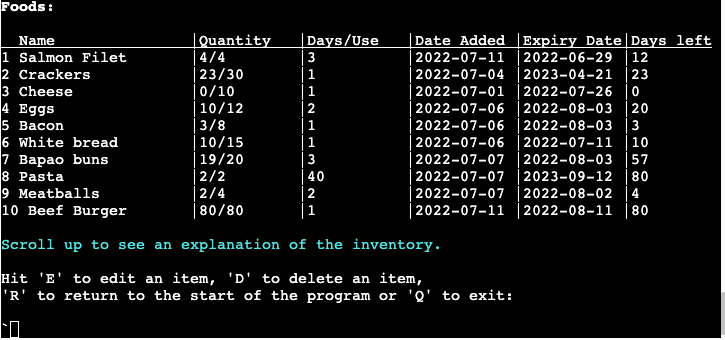 Foods:
Name |Quantity |Days/Use |Date Added |Expiry Date|Days left
1 Salmon Filet |4/4 |3 |2022-07-11 |2022-06-29 |12
2 Crackers |23/30 |1 |2022-07-04 |2023-04-21 |23
3 Cheese |0/10 |1 |2022-07-01 |2022-07-26 |0
4 Eggs |10/12 |2 |2022-07-06 |2022-08-03 |20
5 Bacon |3/8 |1 |2022-07-06 |2022-08-03 |3
6 White bread |10/15 |1 |2022-07-06 |2022-07-11 |10
7 Bapao buns |19/20 |3 |2022-07-07 |2022-08-03 |57
8 Pasta |2/2 |40 |2022-07-07 |2023-09-12 |80
9 Meatballs |2/4 |2 |2022-07-07 |2022-08-02 |4
10 Beef Burger |80/80 |1 |2022-07-11 |2022-08-11 |80
Scroll up to see an explanation of the inventory.
Hit 'E' to edit an item, 'D' to delete an item,
'R' to return to the start of the program or 'Q' to exit:
`